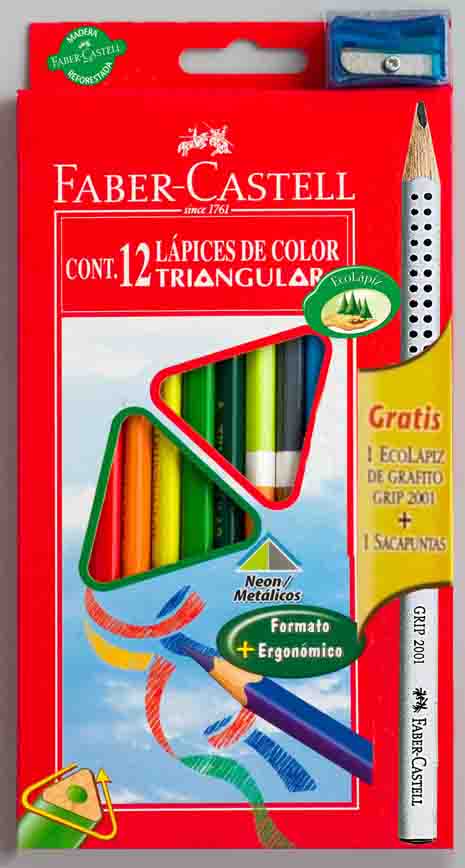 MADERA
FABER-CASTELL
REFORESTADA
FABER-CASTELL
since 1761
CONT. 12 LÁPICES DE COLOR
TRIANGULAR
EcoLápiz
Gratis
1 ECOLAPIZ
DE GRAFITO
GRIP 2001
+
1 SACAPUNTAS
Neon/
Metálicos
Formato
+ Ergonómico
GRIP 2001
FABER-CASTELL